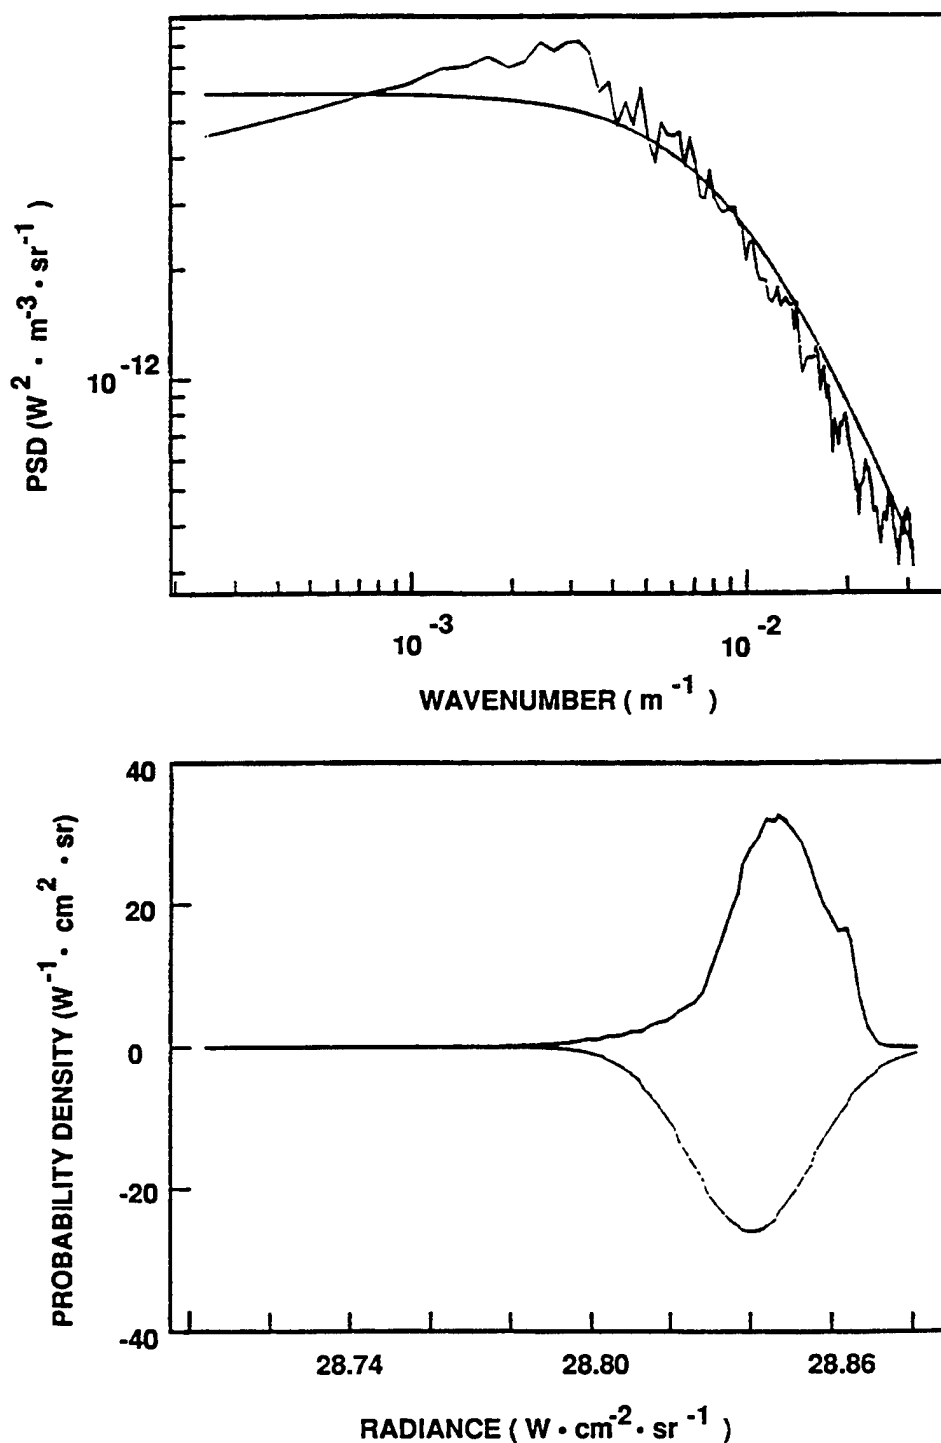 PSD (W² · m⁻³ · sr⁻¹)
10⁻¹²
10⁻³
10⁻²
WAVENUMBER ( m⁻¹ )
PROBABILITY DENSITY (W⁻¹ · cm² · sr)
40
20
0
-20
-40
28.74
28.80
28.86
RADIANCE ( W · cm⁻² · sr⁻¹ )